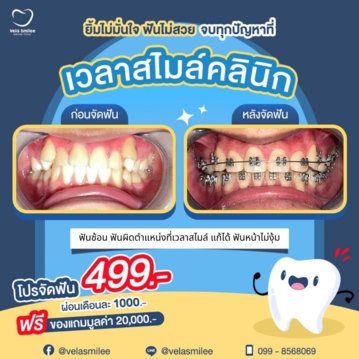 Vela Smilee
ยิ้มไม่มั่นใจ ฟันไม่สวย จบทุกปัญหาที่
เวลาสไมล์คลินิก
ก่อนจัดฟัน
หลังจัดฟัน
ฟันซ้อน ฟันผิดตำแหน่งที่เวลาสไมล์ แก้ได้ ฟันหน้าไม่งุ้ม
โปรจัดฟัน 499.-
ผ่อนเดือนละ 1000.-
ฟรี ของแถมมูลค่า 20,000.-
@velasmilee
@velasmilee
099 - 8568069